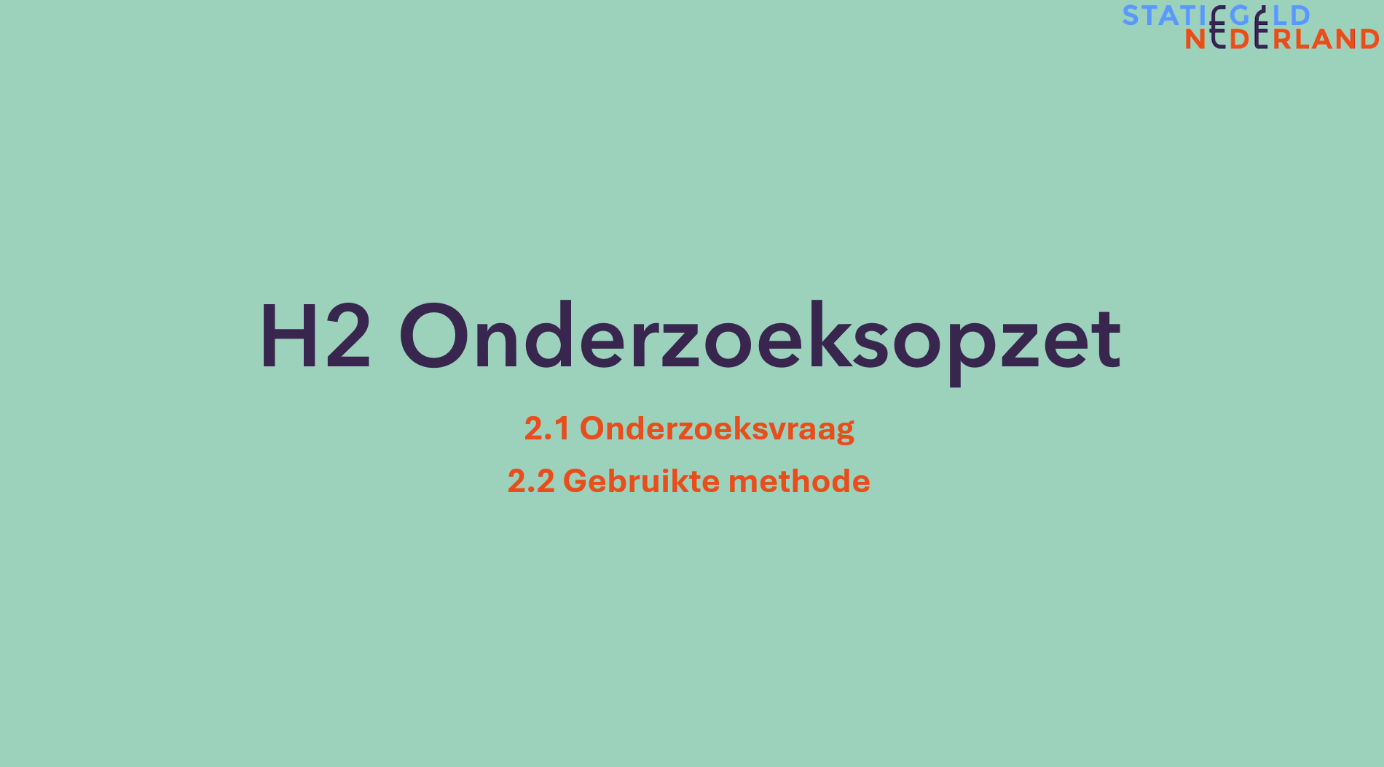 STATIEGELD
NEDERLAND
H2 Onderzoeksopzet
2.1 Onderzoeksvraag
2.2 Gebruikte methode